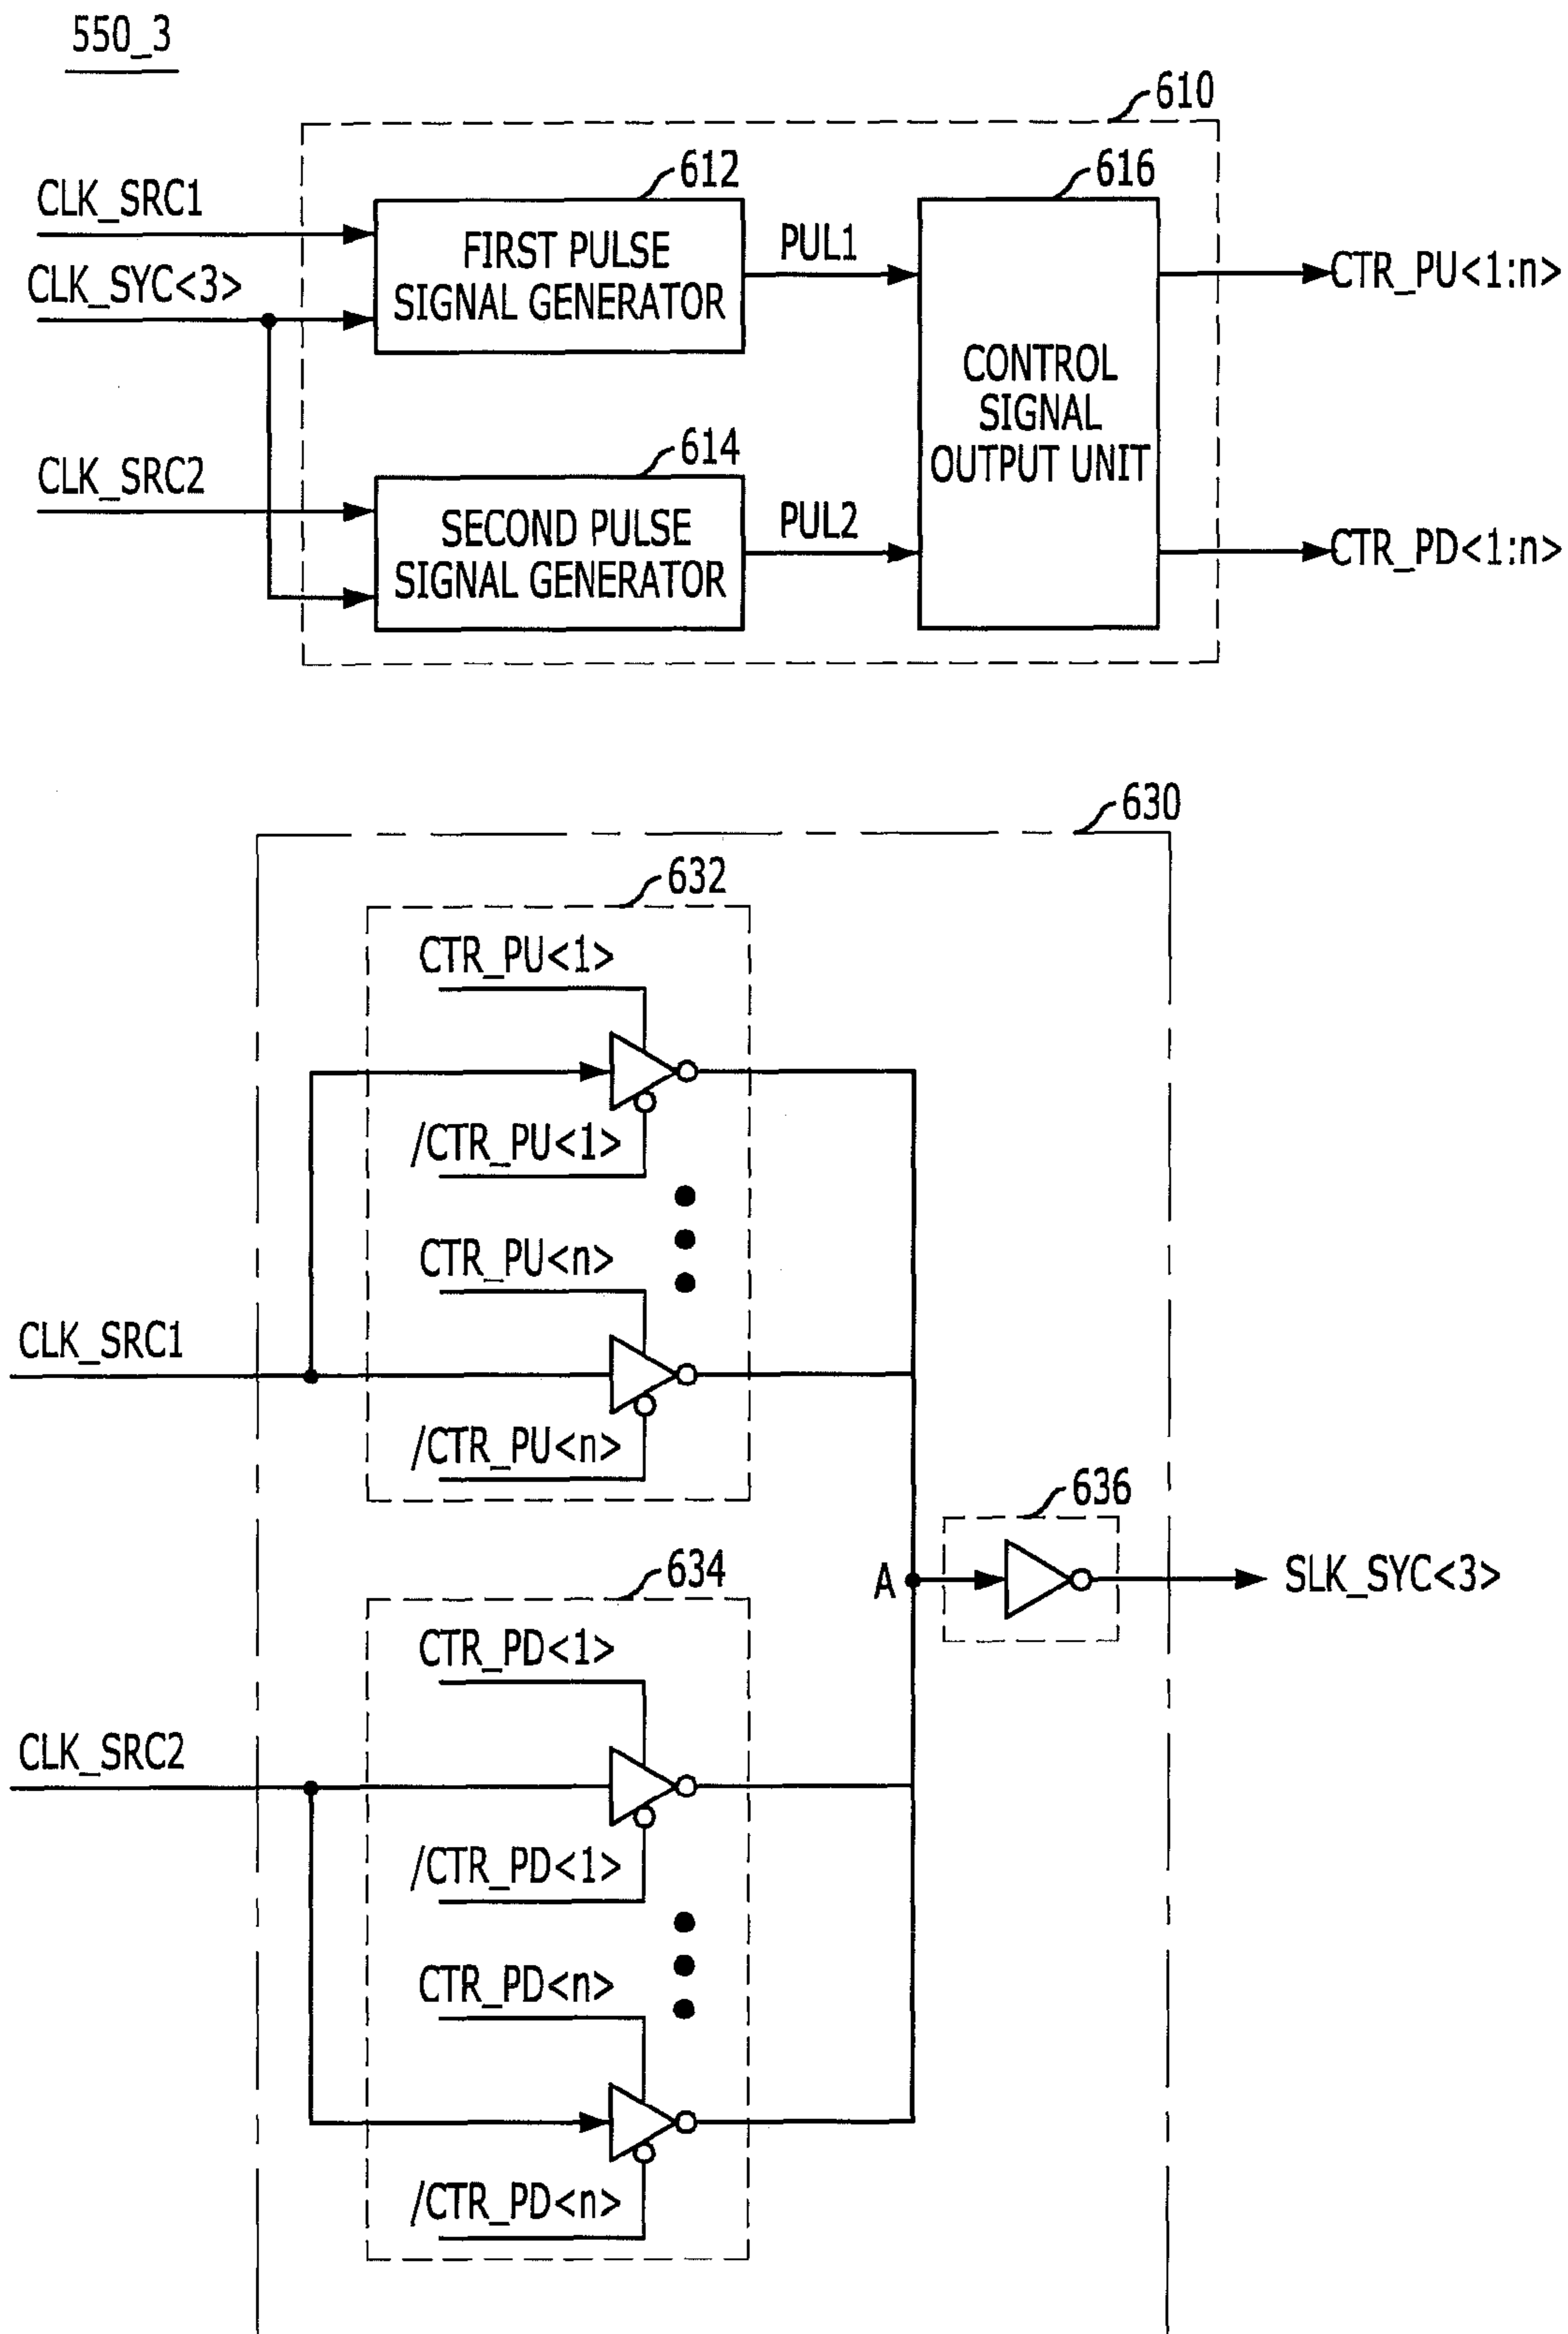 550_3
610
612
616
CLK_SRC1
FIRST PULSE
SIGNAL GENERATOR
PUL1
CTR_PU<1:n>
CLK_SYC<3>
CONTROL
SIGNAL
OUTPUT UNIT
614
CLK_SRC2
SECOND PULSE
SIGNAL GENERATOR
PUL2
CTR_PD<1:n>
630
632
CTR_PU<1>
/CTR_PU<1>
CTR_PU<n>
CLK_SRC1
/CTR_PU<n>
636
A
SLK_SYC<3>
634
CTR_PD<1>
CLK_SRC2
/CTR_PD<1>
CTR_PD<n>
/CTR_PD<n>